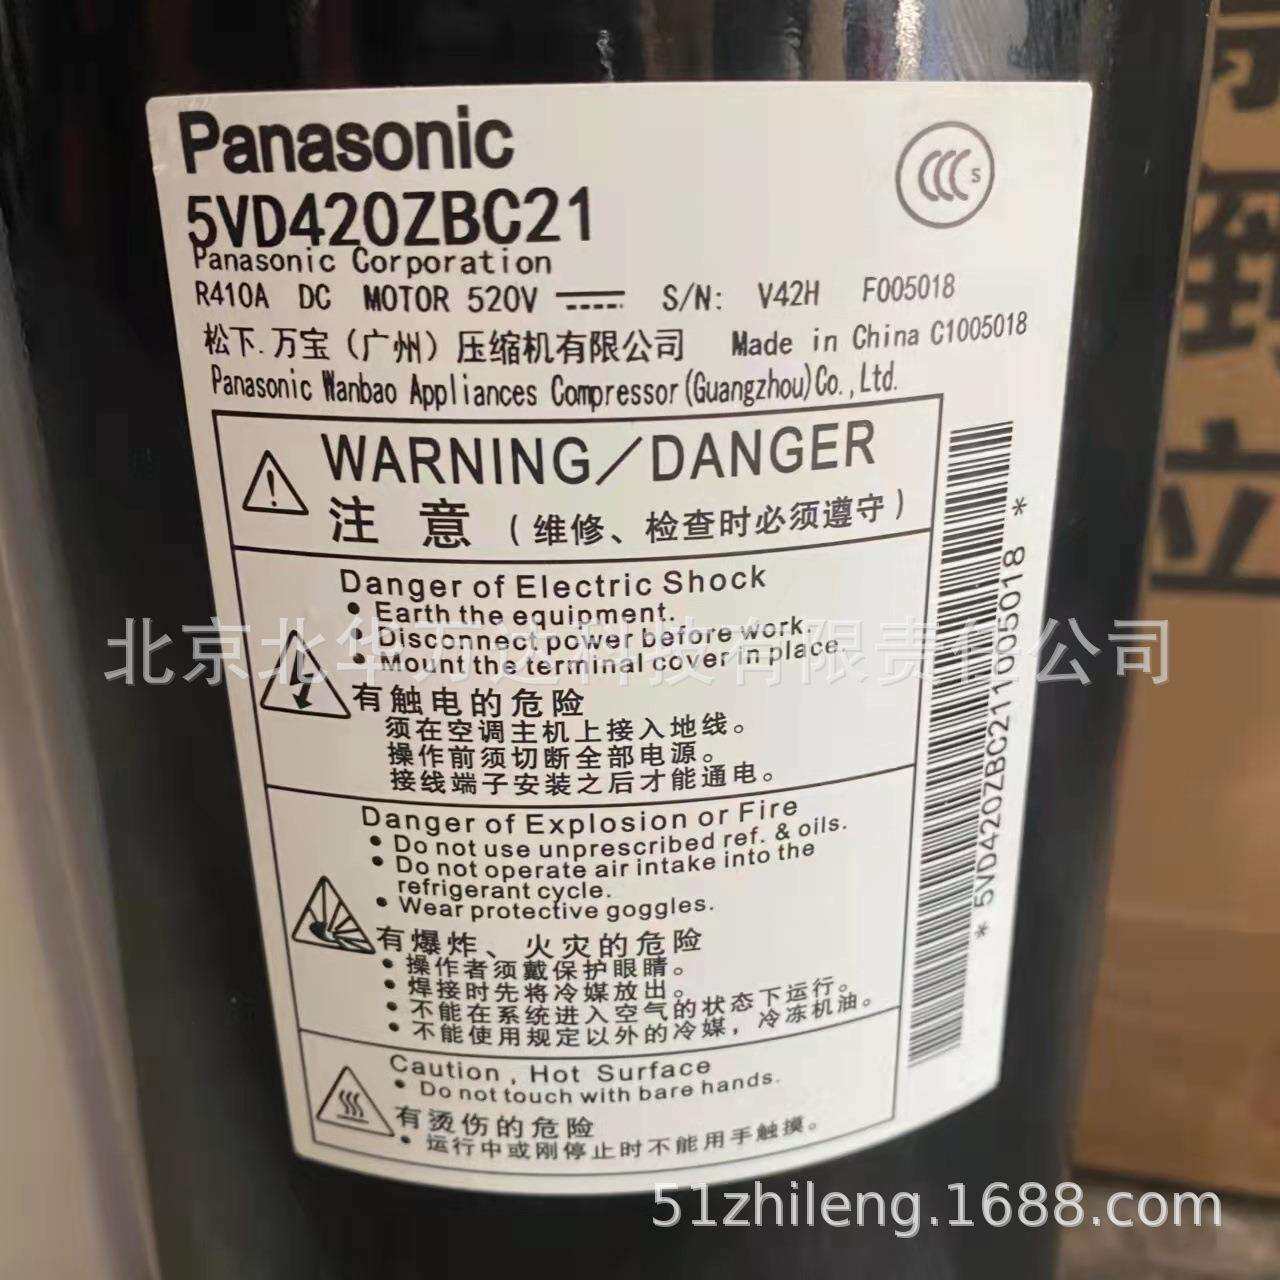 Panasonic
5VD420ZBC21
Panasonic Corporation
R410A DC MOTOR 520V S/N: V42H F005018
松下.万宝（广州）压缩机有限公司 Made in China C1005018
Panasonic Wanbao Appliances Compressor(Guangzhou)Co.,Ltd.
CCC S
WARNING/DANGER
注 意（维修、检查时必须遵守）
Danger of Electric Shock
• Earth the equipment.
• Disconnect power before work.
• Mount the terminal cover in place.
有触电的危险
须在空调主机上接入地线。
操作前须切断全部电源。
接线端子安装之后才能通电。
Danger of Explosion or Fire
• Do not use unprescribed ref. & oils.
• Do not operate air intake into the
refrigerant cycle.
• Wear protective goggles.
有爆炸、火灾的危险
• 操作者须戴保护眼睛。
• 焊接时先将冷媒放出。
• 不能在系统进入空气的状态下运行。
• 不能使用规定以外的冷媒，冷冻机油。
Caution , Hot Surface
• Do not touch with bare hands.
有烫伤的危险
• 运行中或刚停止时不能用手触摸。
* 5VD420ZBC211005018 *
北京北华万达科技有限责任公司
51zhileng.1688.com